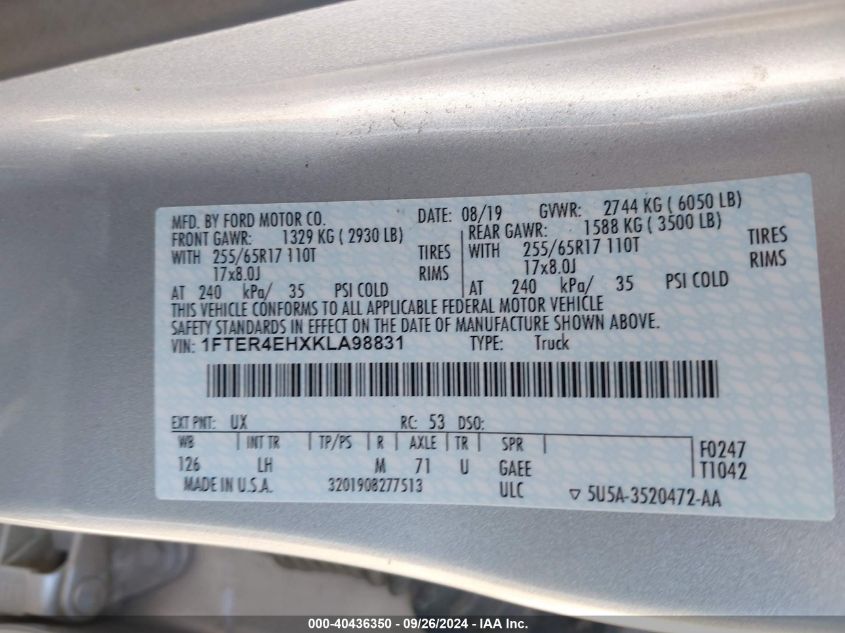 MFD. BY FORD MOTOR CO. DATE: 08/19 GVWR: 2744 KG ( 6050 LB)
FRONT GAWR: 1329 KG ( 2930 LB) REAR GAWR: 1588 KG ( 3500 LB)
WITH 255/65R17 110T TIRES WITH 255/65R17 110T TIRES
17x8.0J RIMS 17x8.0J RIMS
AT 240 kPa/ 35 PSI COLD AT 240 kPa/ 35 PSI COLD
THIS VEHICLE CONFORMS TO ALL APPLICABLE FEDERAL MOTOR VEHICLE
SAFETY STANDARDS IN EFFECT ON THE DATE OF MANUFACTURE SHOWN ABOVE.
VIN: 1FTER4EHXKLA98831 TYPE: Truck
EXT PNT: UX RC: 53 DSO:
WB INT TR TP/PS R AXLE TR SPR F0247
126 LH M 71 U GAEE T1042
MADE IN U.S.A. 3201908277513 ULC ▽ 5U5A-3520472-AA
000-40436350 - 09/26/2024 - IAA Inc.